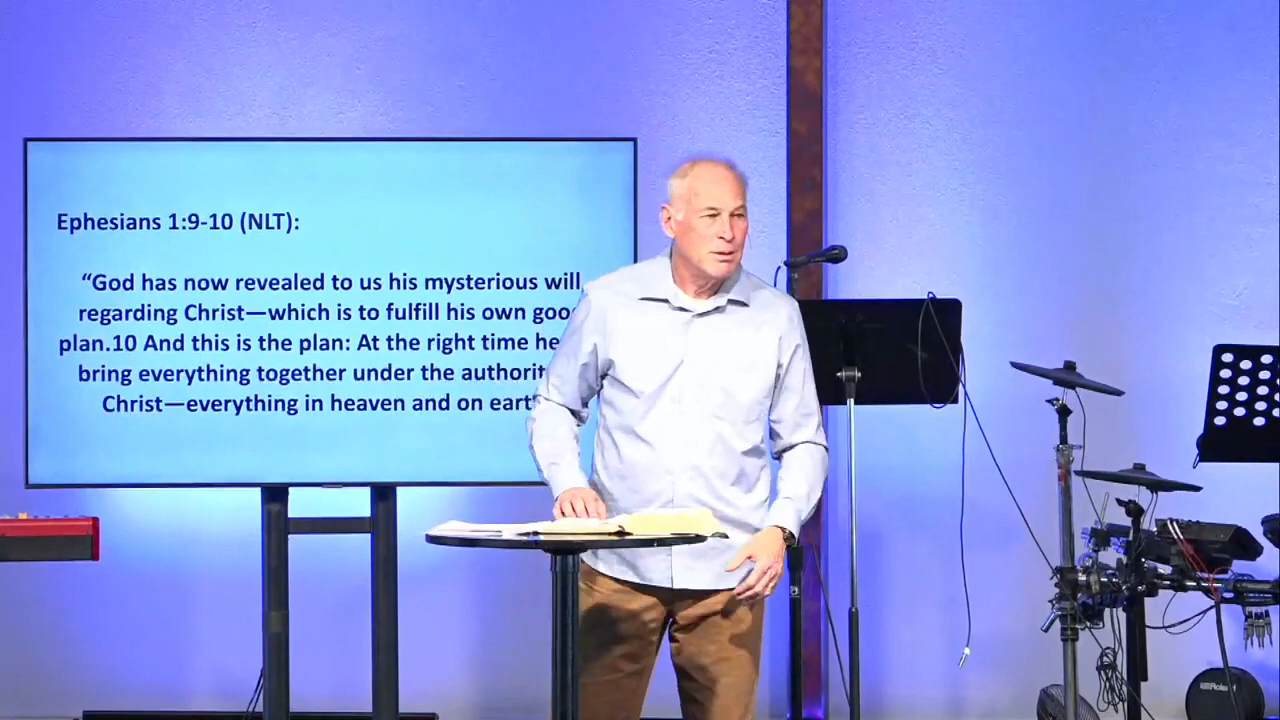 Ephesians 1:9-10 (NLT):
“God has now revealed to us his mysterious will
regarding Christ—which is to fulfill his own
plan.10 And this is the plan: At the right time he
bring everything together under the
Christ—everything in heaven and on
Roland